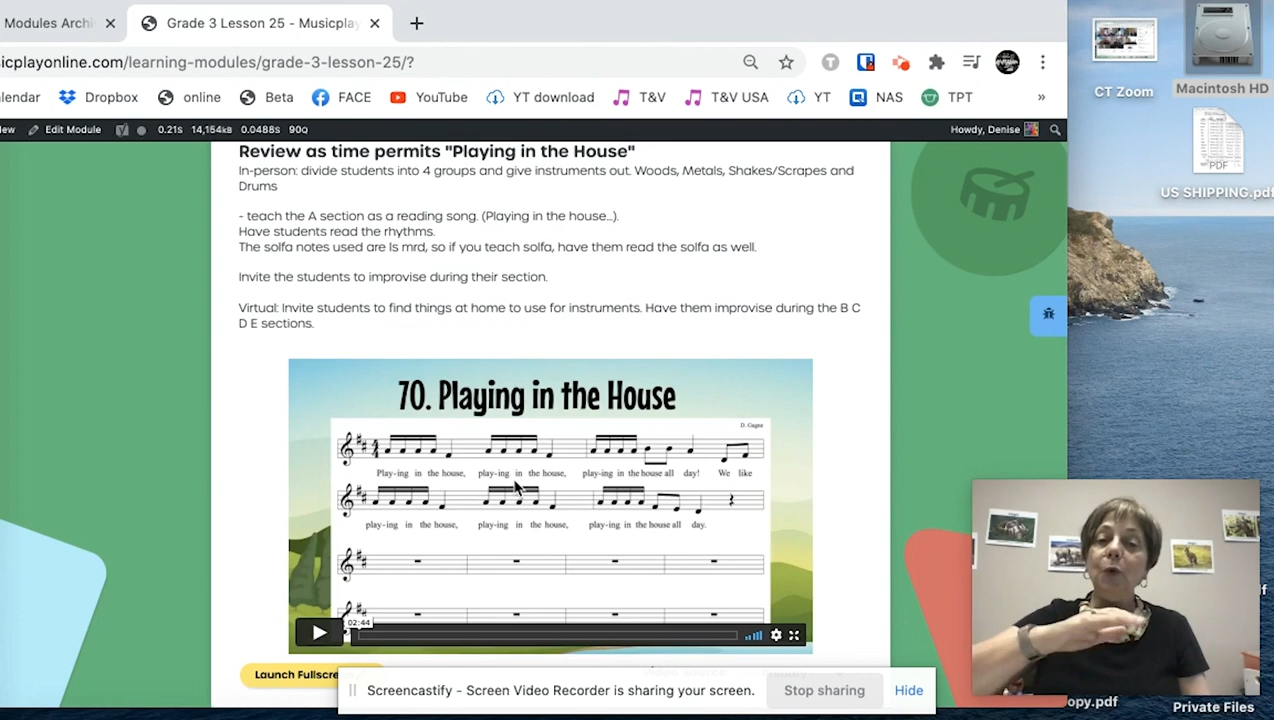 Modules Archi
Grade 3 Lesson 25 - Musicplay
icplayonline.com/learning-modules/grade-3-lesson-25/?
lendar Dropbox online Beta FACE YouTube YT download T&V T&V USA YT NAS TPT »
iew Edit Module 0.21s 14,154kB 0.0488s 90Q Howdy, Denise
Review as time permits "Playing in the House"
In-person: divide students into 4 groups and give instruments out. Woods, Metals, Shakes/Scrapes and
Drums
- teach the A section as a reading song. (Playing in the house...).
Have students read the rhythms.
The solfa notes used are ls mrd, so if you teach solfa, have them read the solfa as well.
Invite the students to improvise during their section.
Virtual: Invite students to find things at home to use for instruments. Have them improvise during the B C
D E sections.
70. Playing in the House
D. Gagne
Play-ing in the house, play-ing in the house, play-ing in the house all day! We like
play-ing in the house, play-ing in the house, play-ing in the house all day.
02:44
Launch Fullscre
Screencastify - Screen Video Recorder is sharing your screen. Stop sharing Hide
CT Zoom
Macintosh HD
PDF
US SHIPPING.pdf
opy.pdf
Private Files